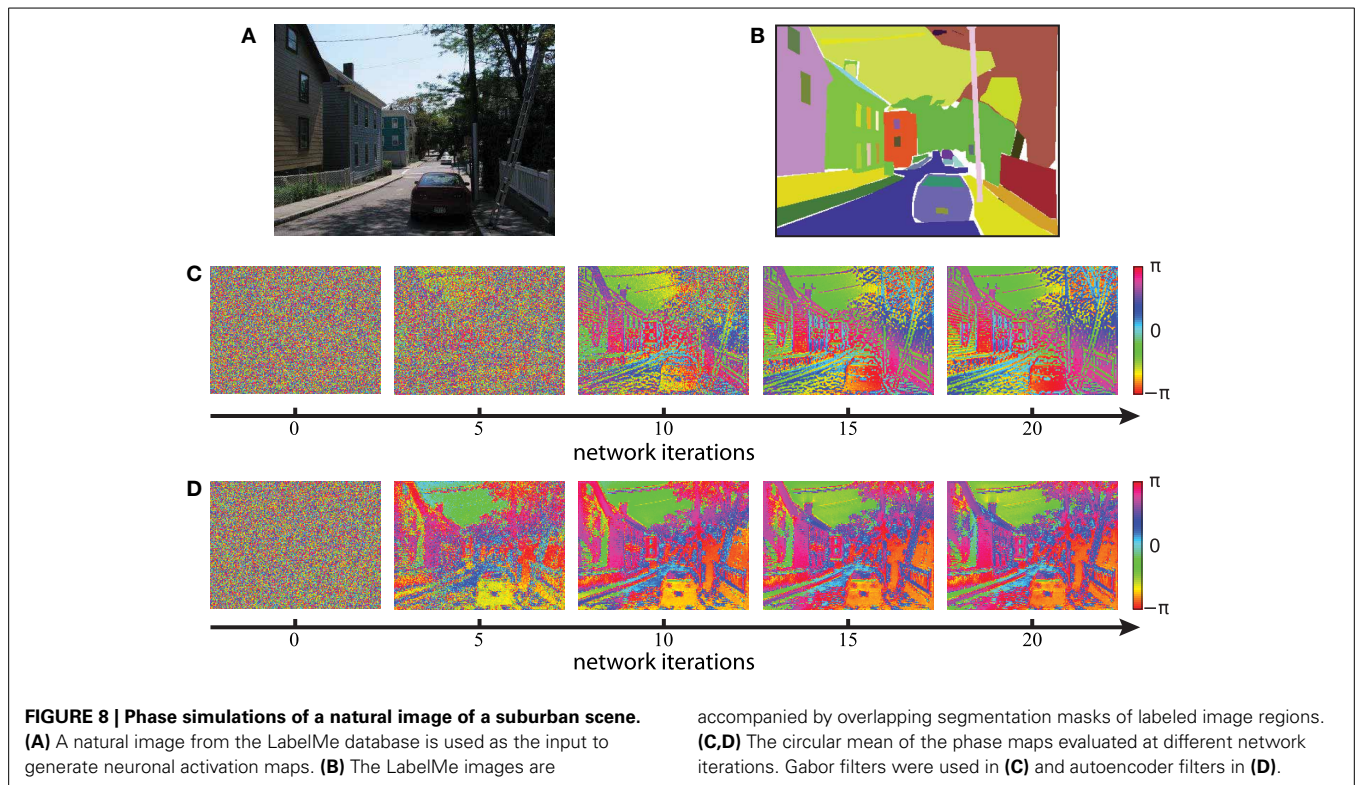 A
B
C
π
0
−π
0
5
10
15
20
network iterations
D
π
0
−π
0
5
10
15
20
network iterations
FIGURE 8 | Phase simulations of a natural image of a suburban scene.
(A) A natural image from the LabelMe database is used as the input to
generate neuronal activation maps. (B) The LabelMe images are
accompanied by overlapping segmentation masks of labeled image regions.
(C,D) The circular mean of the phase maps evaluated at different network
iterations. Gabor filters were used in (C) and autoencoder filters in (D).